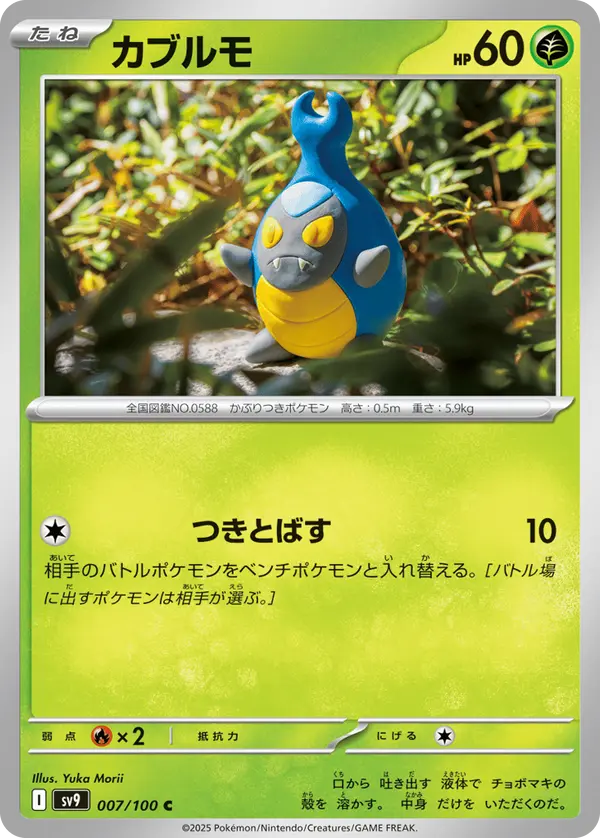 たね
カブルモ
HP60
全国図鑑NO.0588 かぶりつきポケモン 高さ：0.5m 重さ：5.9kg
つきとばす 10
相手のバトルポケモンをベンチポケモンと入れ替える。[バトル場
に出すポケモンは相手が選ぶ。]
弱点 ×2 抵抗力 にげる
Illus. Yuka Morii
I sv9 007/100 C
口から 吐き出す 液体で チョボマキの
殻を 溶かす。 中身 だけを いただくのだ。
©2025 Pokémon/Nintendo/Creatures/GAME FREAK.